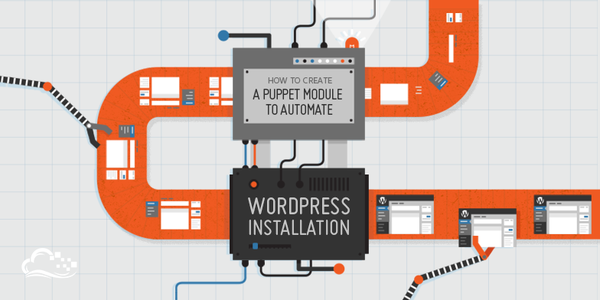 HOW TO CREATE
A PUPPET MODULE
TO AUTOMATE
WORDPRESS
INSTALLATION